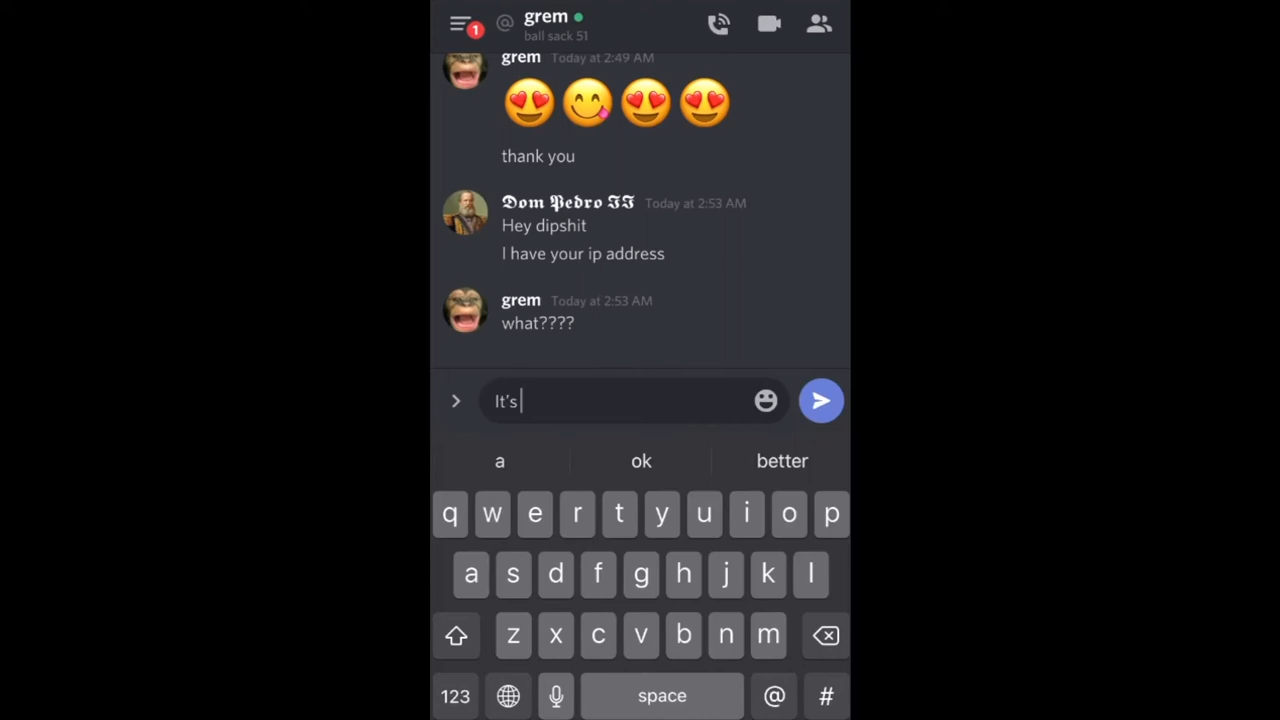 1
@ grem
ball sack 51
grem Today at 2:49 AM
😍😋😍😍
thank you
𝕯𝖔𝖒 𝕻𝖊𝖉𝖗𝖔 𝕴𝕴 Today at 2:53 AM
Hey dipshit
I have your ip address
grem Today at 2:53 AM
what????
It's
a ok better
q w e r t y u i o p
a s d f g h j k l
z x c v b n m
123 space @ #